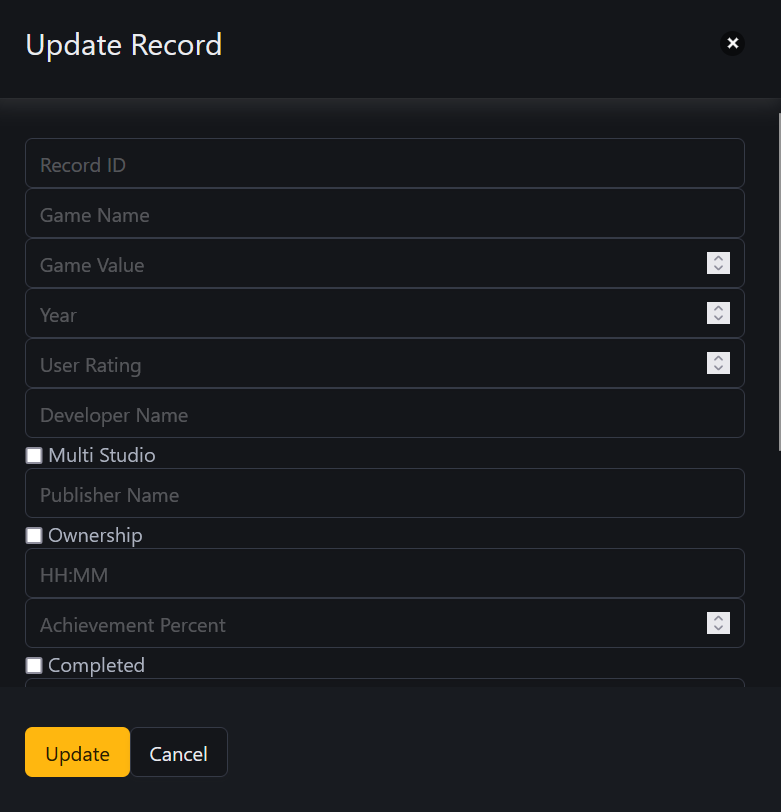 Update Record
Record ID
Game Name
Game Value
Year
User Rating
Developer Name
Multi Studio
Publisher Name
Ownership
HH:MM
Achievement Percent
Completed
Update
Cancel